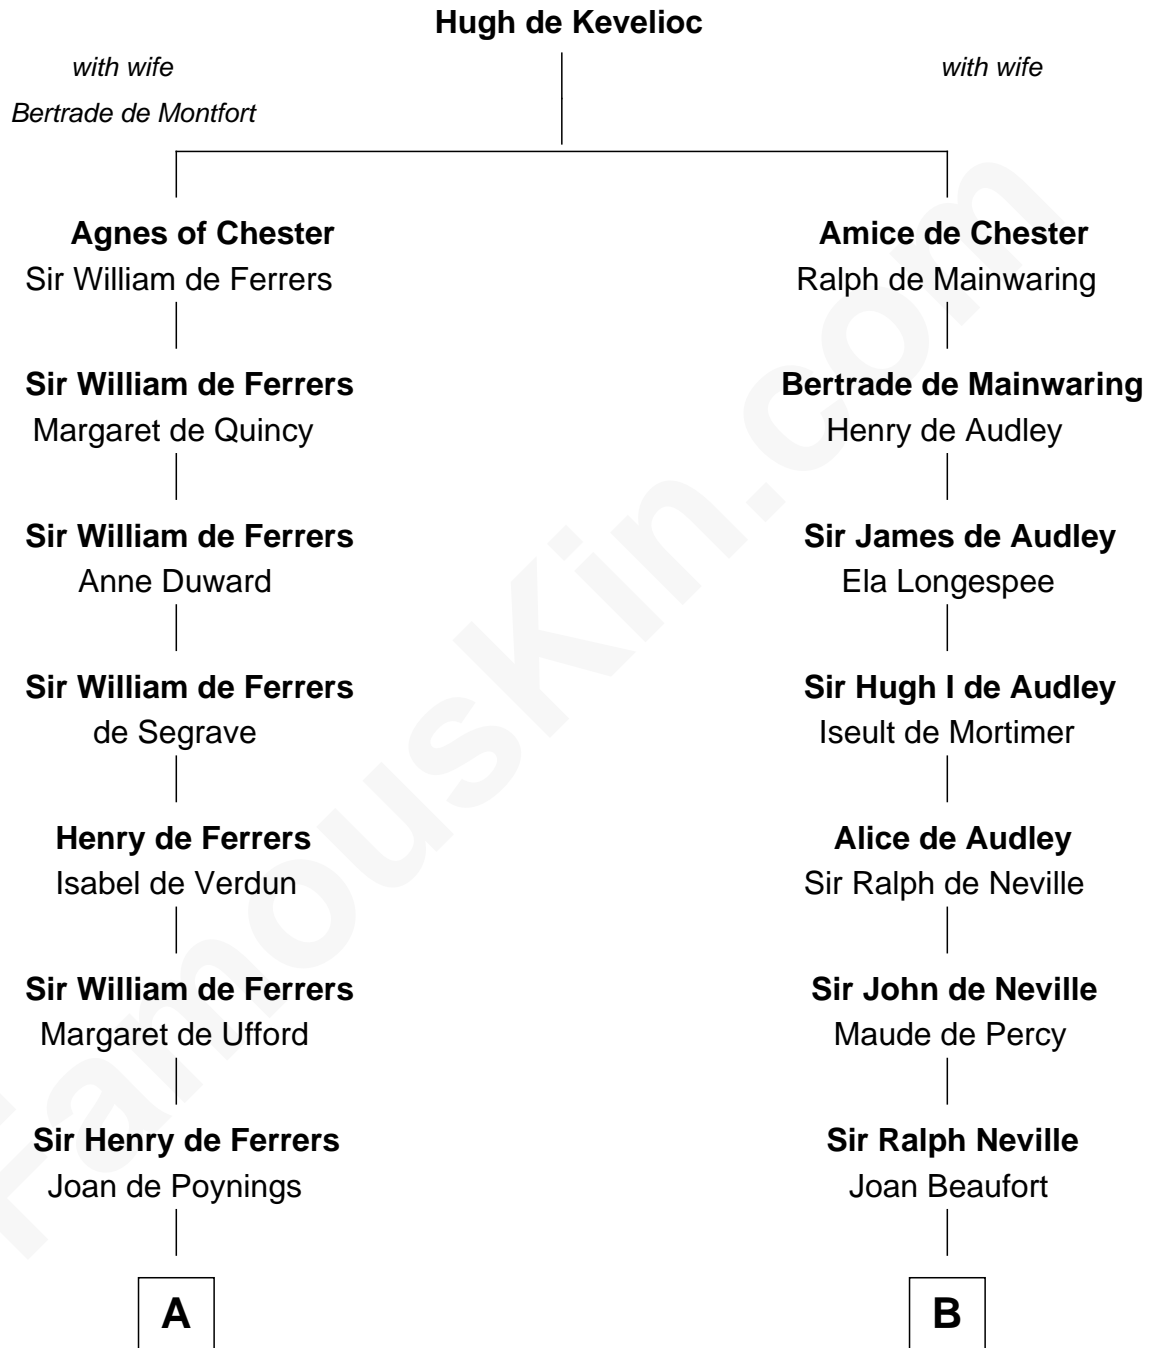 Hugh de Kevelioc
with wife
Bertrade de Montfort
with wife
Agnes of Chester
Sir William de Ferrers
Amice de Chester
Ralph de Mainwaring
Sir William de Ferrers
Margaret de Quincy
Bertrade de Mainwaring
Henry de Audley
Sir William de Ferrers
Anne Duward
Sir James de Audley
Ela Longespee
Sir William de Ferrers
de Segrave
Sir Hugh I de Audley
Iseult de Mortimer
Henry de Ferrers
Isabel de Verdun
Alice de Audley
Sir Ralph de Neville
Sir William de Ferrers
Margaret de Ufford
Sir John de Neville
Maude de Percy
Sir Henry de Ferrers
Joan de Poynings
Sir Ralph Neville
Joan Beaufort
A
B
FamousKin.com